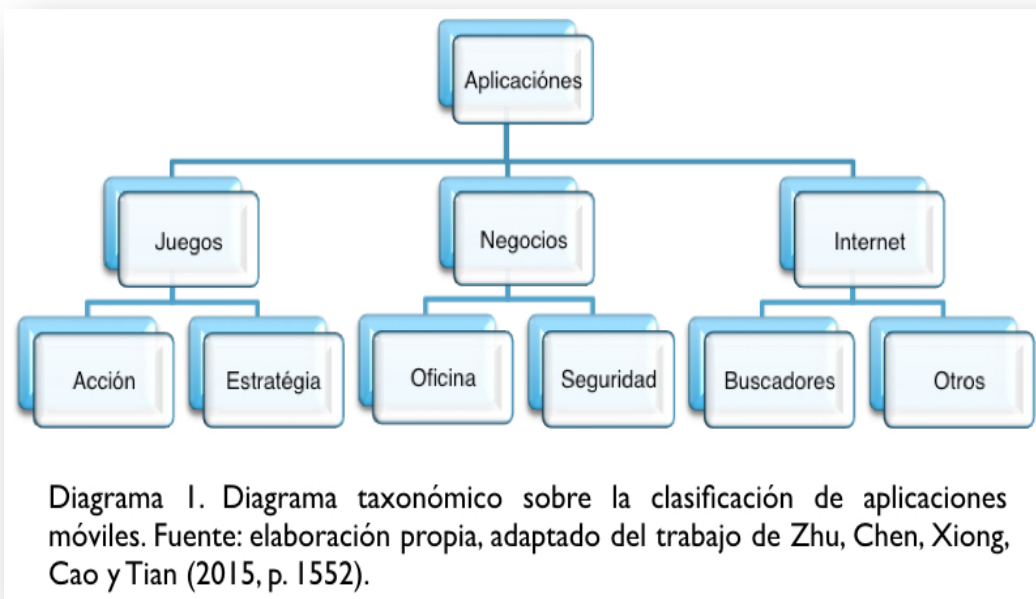 Aplicaciónes
Juegos
Negocios
Internet
Acción
Estratégia
Oficina
Seguridad
Buscadores
Otros
Diagrama 1. Diagrama taxonómico sobre la clasificación de aplicaciones
móviles. Fuente: elaboración propia, adaptado del trabajo de Zhu, Chen, Xiong,
Cao y Tian (2015, p. 1552).